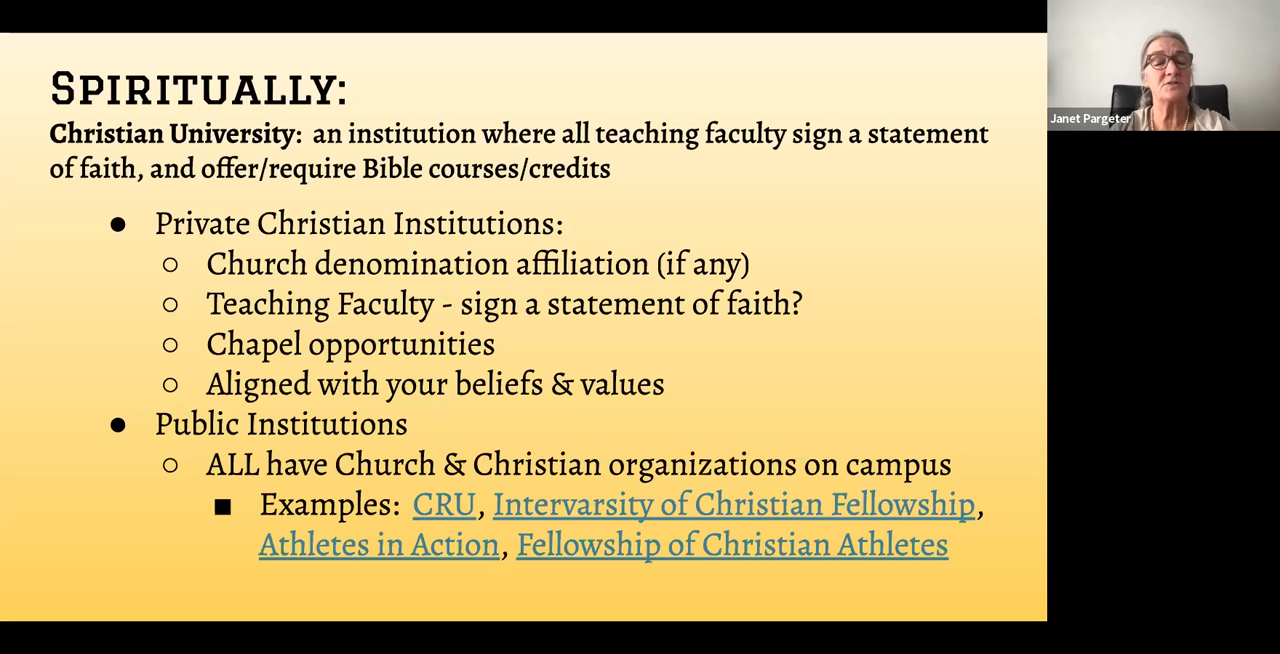 Spiritually:
Christian University: an institution where all teaching faculty sign a statement
of faith, and offer/require Bible courses/credits
● Private Christian Institutions:
○ Church denomination affiliation (if any)
○ Teaching Faculty - sign a statement of faith?
○ Chapel opportunities
○ Aligned with your beliefs & values
● Public Institutions
○ ALL have Church & Christian organizations on campus
■ Examples: CRU, Intervarsity of Christian Fellowship,
Athletes in Action, Fellowship of Christian Athletes
Janet Pargeter